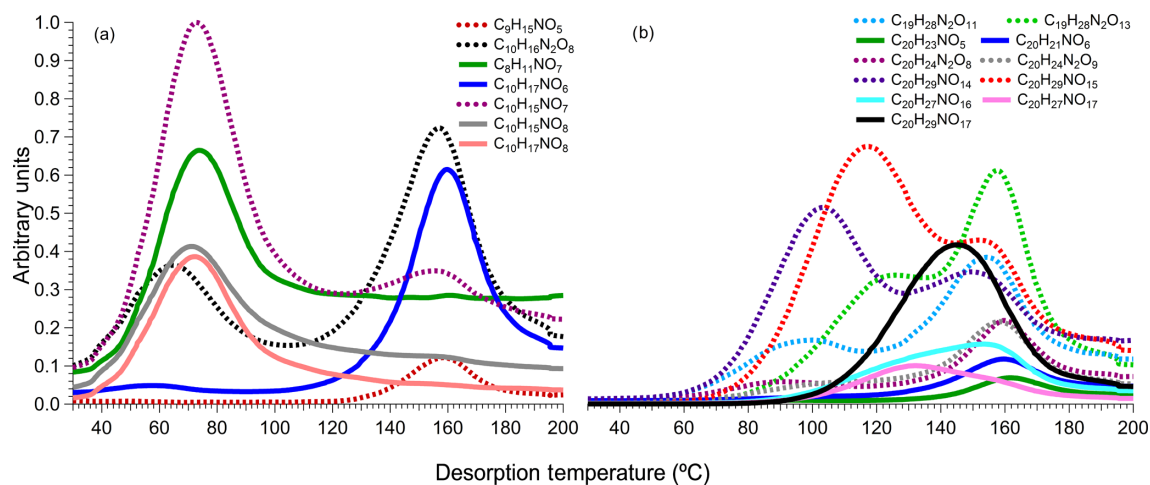 (a)
C₉H₁₅NO₅
C₁₀H₁₆N₂O₈
C₈H₁₁NO₇
C₁₀H₁₇NO₆
C₁₀H₁₅NO₇
C₁₀H₁₅NO₈
C₁₀H₁₇NO₈
1.0
0.9
0.8
0.7
0.6
0.5
0.4
0.3
0.2
0.1
0.0
Arbitrary units
40 60 80 100 120 140 160 180 200
(b)
C₁₉H₂₈N₂O₁₁ C₁₉H₂₈N₂O₁₃
C₂₀H₂₃NO₅ C₂₀H₂₁NO₆
C₂₀H₂₄N₂O₈ C₂₀H₂₄N₂O₉
C₂₀H₂₉NO₁₄ C₂₀H₂₉NO₁₅
C₂₀H₂₇NO₁₆ C₂₀H₂₇NO₁₇
C₂₀H₂₉NO₁₇
40 60 80 100 120 140 160 180 200
Desorption temperature (ºC)